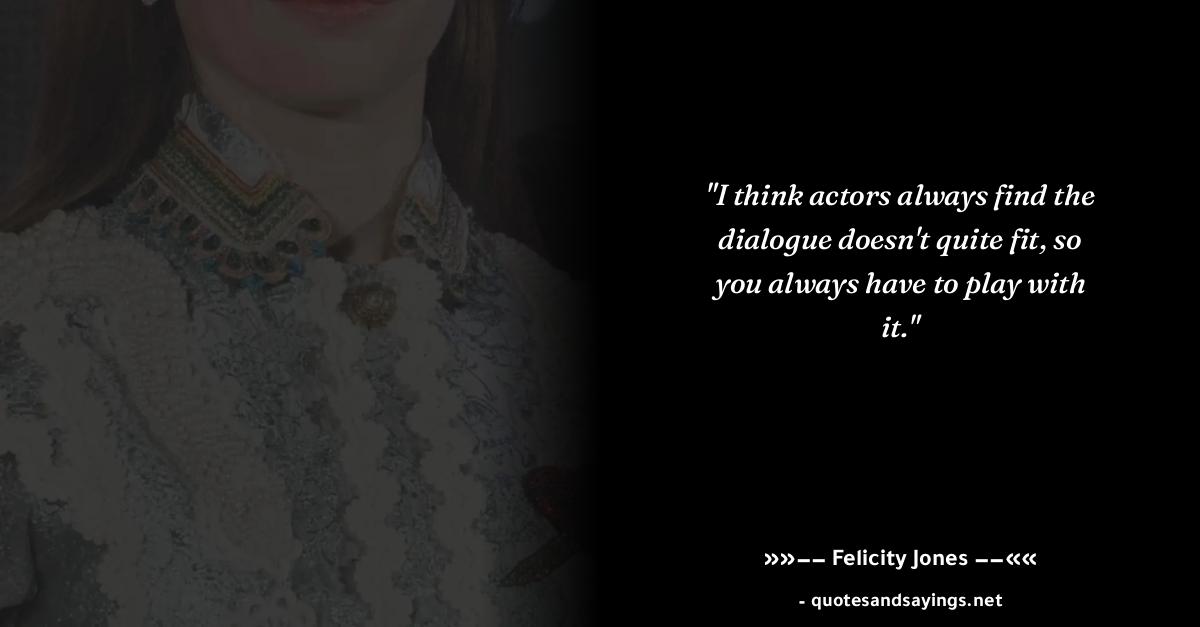 "I think actors always find the
dialogue doesn't quite fit, so
you always have to play with
it."
»»—— Felicity Jones ——««
- quotesandsayings.net